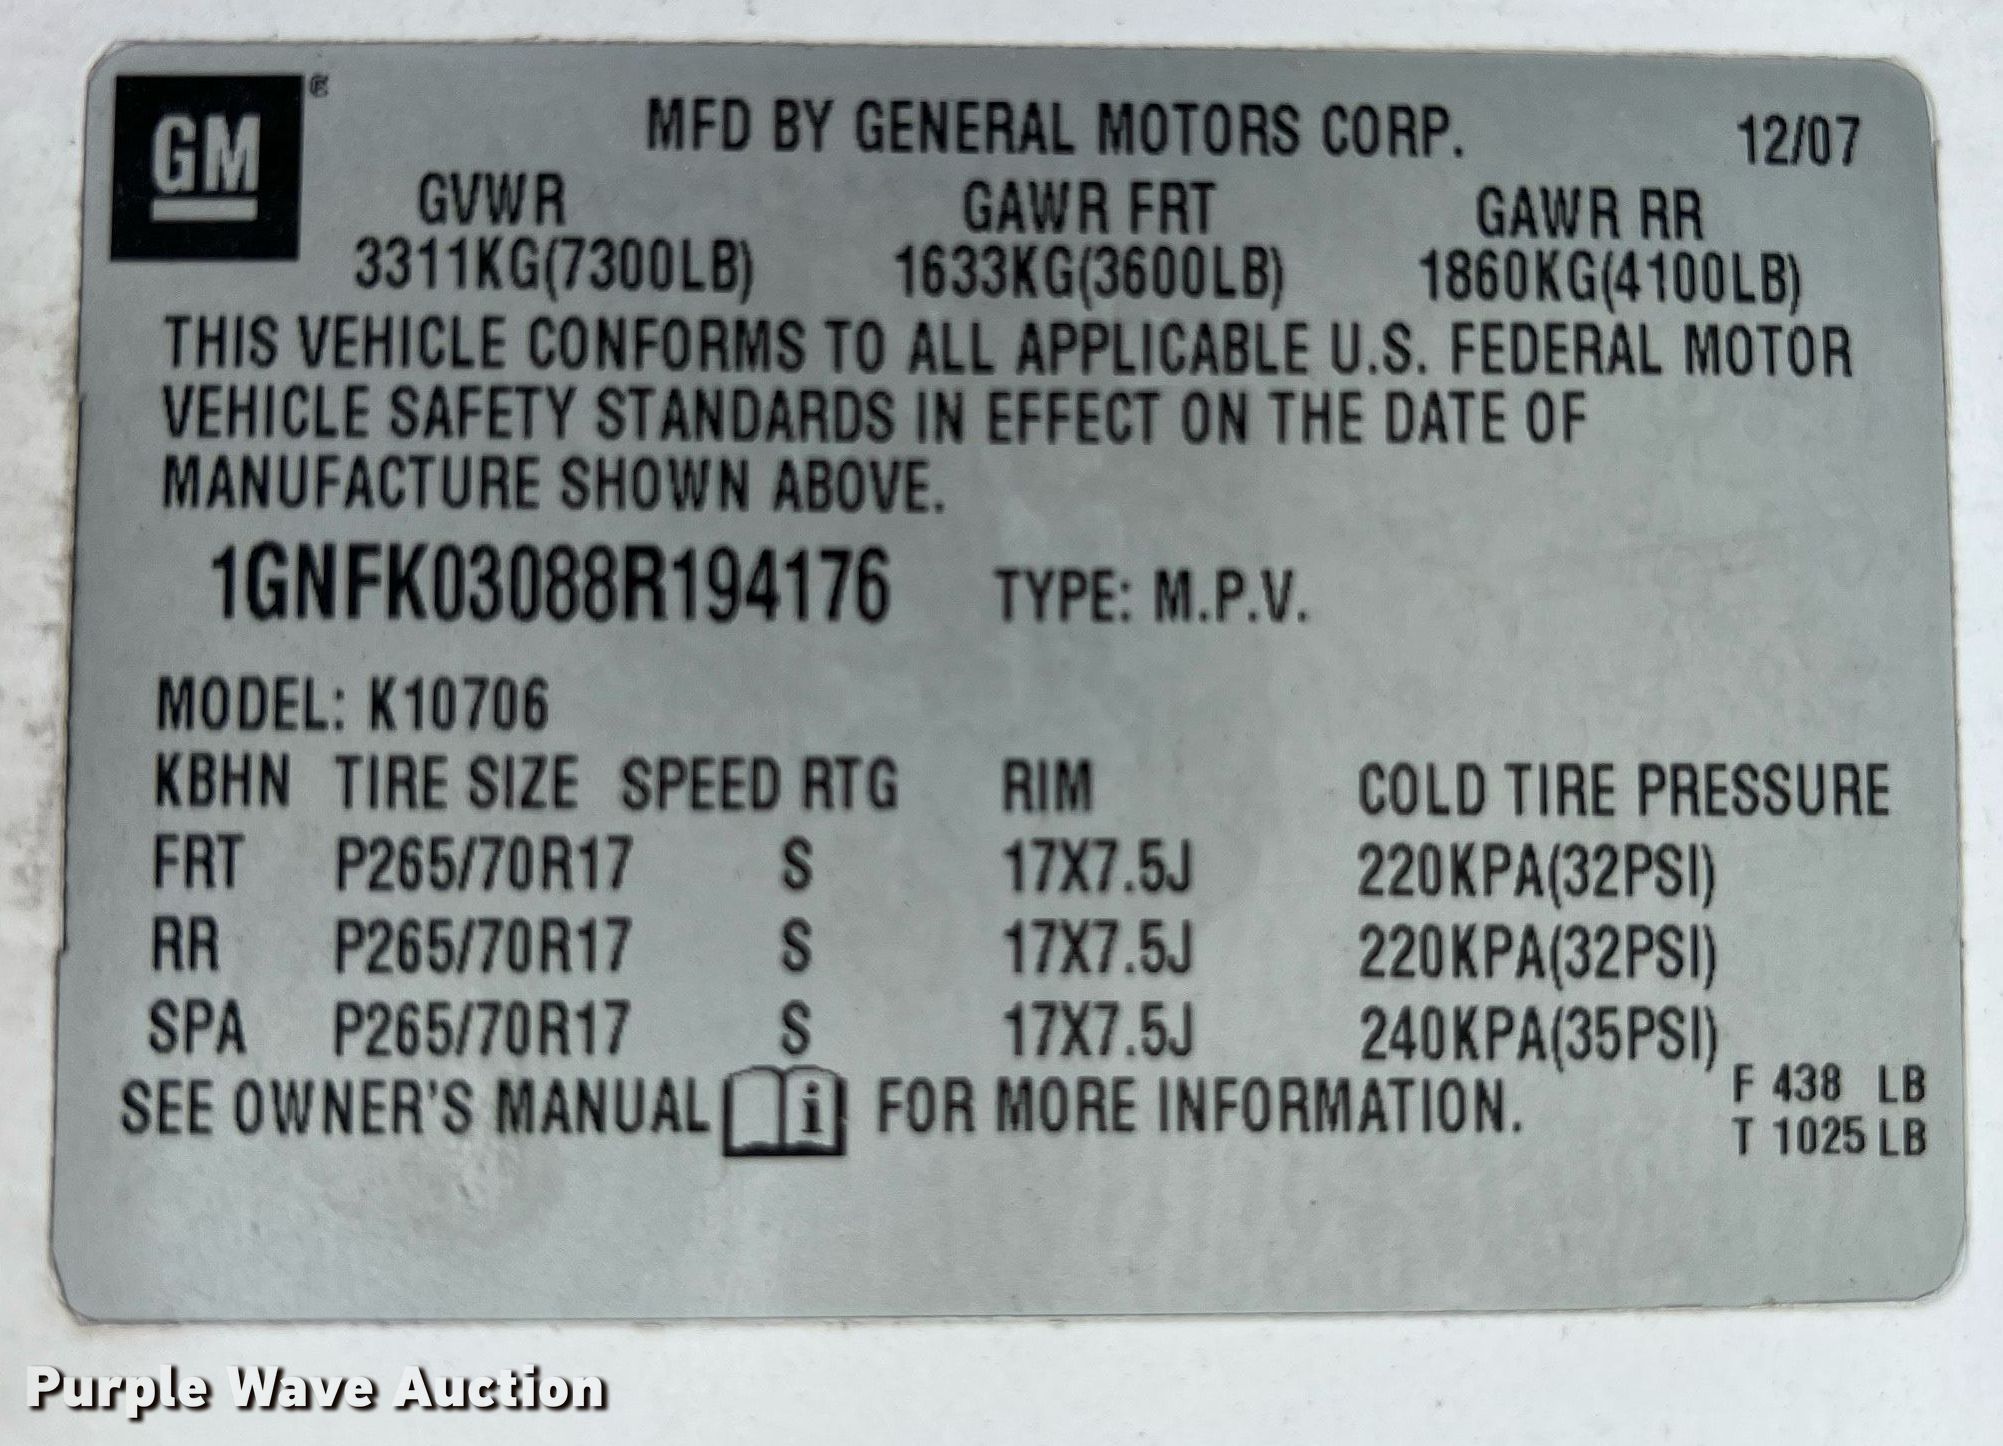 GM®
MFD BY GENERAL MOTORS CORP. 12/07
GVWR GAWR FRT GAWR RR
3311KG(7300LB) 1633KG(3600LB) 1860KG(4100LB)
THIS VEHICLE CONFORMS TO ALL APPLICABLE U.S. FEDERAL MOTOR
VEHICLE SAFETY STANDARDS IN EFFECT ON THE DATE OF
MANUFACTURE SHOWN ABOVE.
1GNFK03088R194176 TYPE: M.P.V.
MODEL: K10706
KBHN TIRE SIZE SPEED RTG RIM COLD TIRE PRESSURE
FRT P265/70R17 S 17X7.5J 220KPA(32PSI)
RR P265/70R17 S 17X7.5J 220KPA(32PSI)
SPA P265/70R17 S 17X7.5J 240KPA(35PSI)
SEE OWNER'S MANUAL i FOR MORE INFORMATION.
F 438 LB
T 1025 LB
Purple Wave Auction